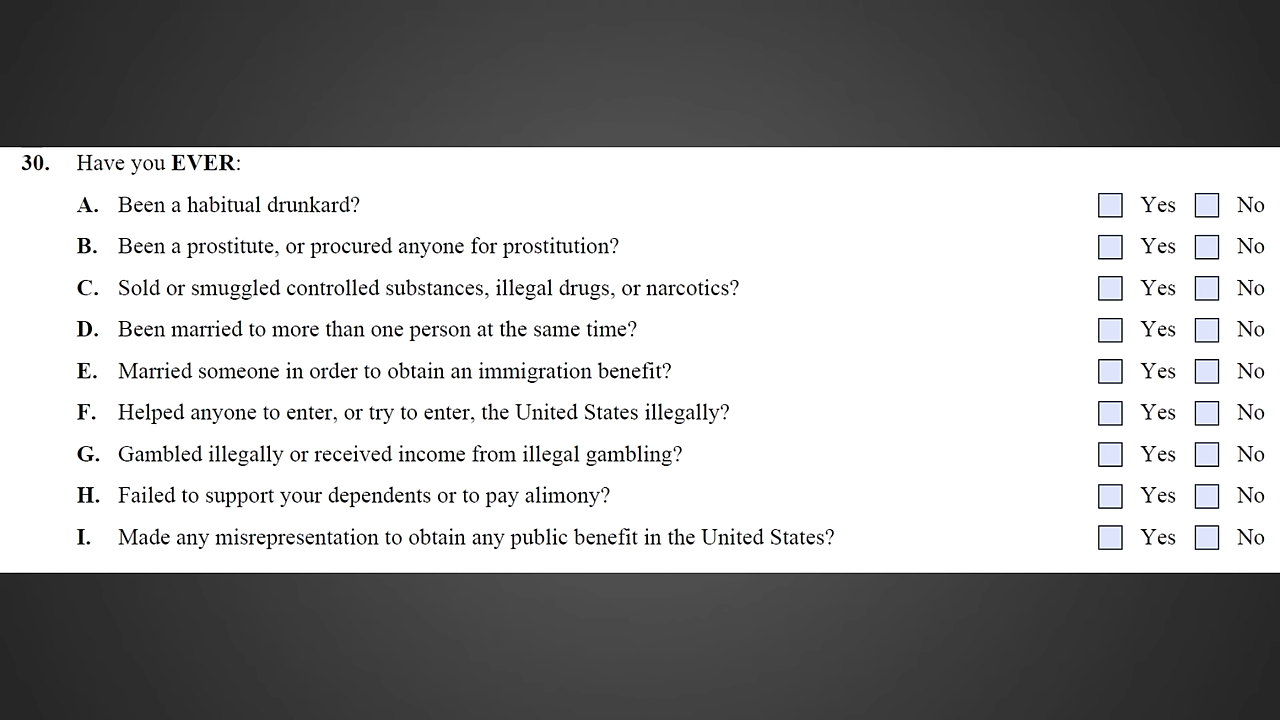 30. Have you EVER:
A. Been a habitual drunkard? Yes No
B. Been a prostitute, or procured anyone for prostitution? Yes No
C. Sold or smuggled controlled substances, illegal drugs, or narcotics? Yes No
D. Been married to more than one person at the same time? Yes No
E. Married someone in order to obtain an immigration benefit? Yes No
F. Helped anyone to enter, or try to enter, the United States illegally? Yes No
G. Gambled illegally or received income from illegal gambling? Yes No
H. Failed to support your dependents or to pay alimony? Yes No
I. Made any misrepresentation to obtain any public benefit in the United States? Yes No